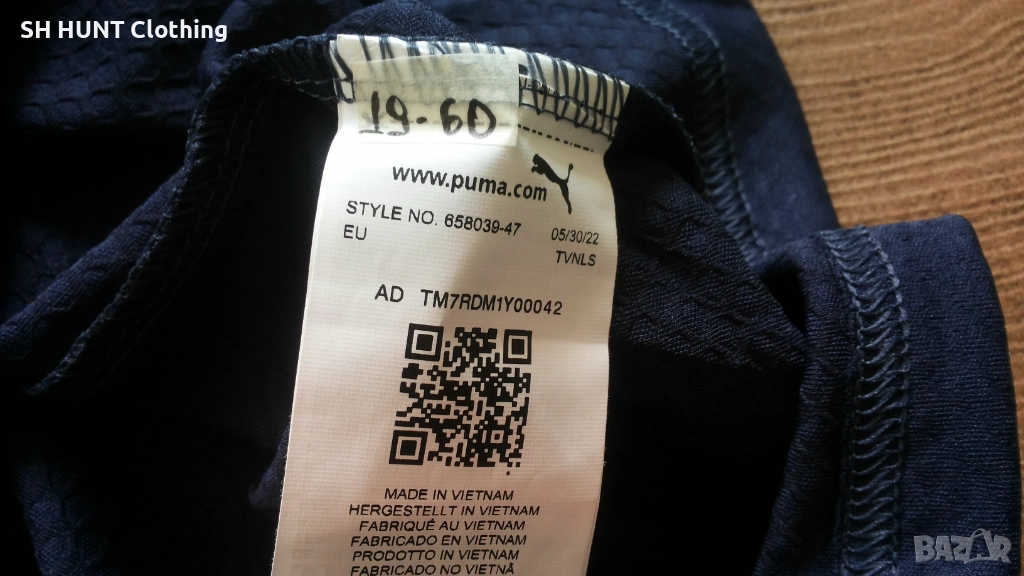 SH HUNT Clothing
19-60
www.puma.com
STYLE NO. 658039-47 05/30/22
EU TVNLS
AD TM7RDM1Y00042
MADE IN VIETNAM
HERGESTELLT IN VIETNAM
FABRIQUÉ AU VIETNAM
FABRICADO EN VIETNAM
PRODOTTO IN VIETNAM
FABRICADO NO VIETNÃ
BAZAR